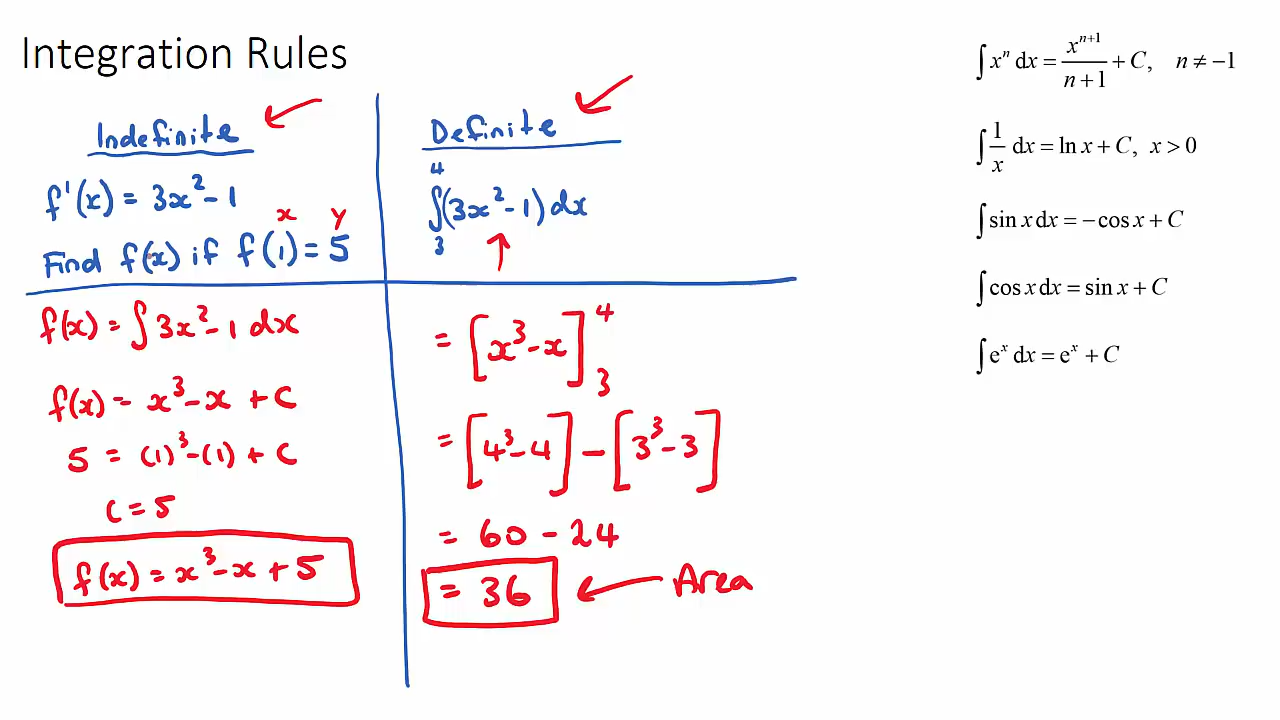 Integration Rules
Indefinite
f'(x) = 3x² - 1
x y
Find f(x) if f(1) = 5
f(x) = ∫ 3x² - 1 dx
f(x) = x³ - x + C
5 = (1)³ - (1) + C
C = 5
f(x) = x³ - x + 5
Definite
4
∫(3x² - 1) dx
3
= [x³ - x] 4
3
= [4³ - 4] - [3³ - 3]
= 60 - 24
= 36 ← Area
∫ xⁿ dx = xⁿ⁺¹/(n + 1) + C, n ≠ −1
∫ 1/x dx = ln x + C, x > 0
∫ sin x dx = − cos x + C
∫ cos x dx = sin x + C
∫ eˣ dx = eˣ + C